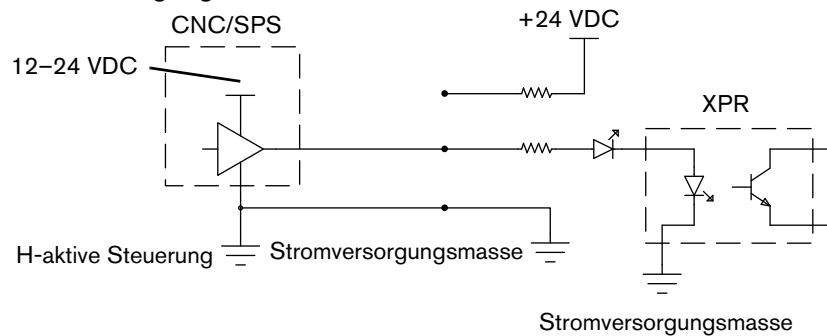 CNC/SPS
+24 VDC
12–24 VDC
XPR
H-aktive Steuerung
Stromversorgungsmasse
Stromversorgungsmasse